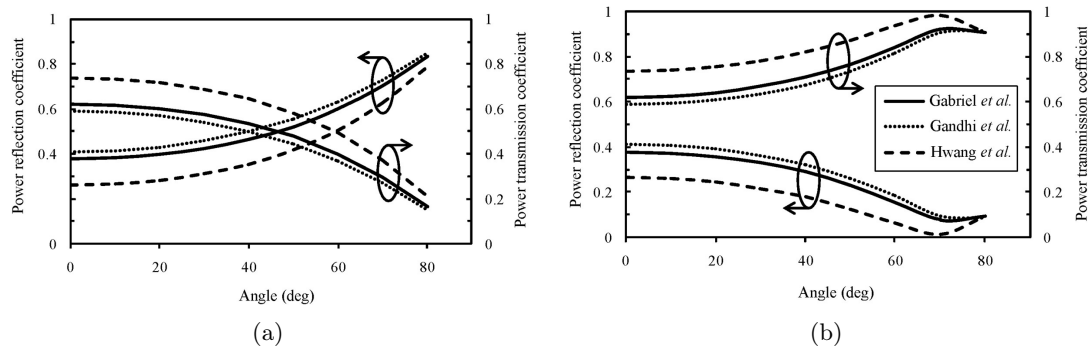 Power reflection coefficient
1
0.8
0.6
0.4
0.2
0
0 20 40 60 80
Angle (deg)
1
0.8
0.6
0.4
0.2
0
Power transmission coefficient
(a)
Power reflection coefficient
1
0.8
0.6
0.4
0.2
0
0 20 40 60 80
Angle (deg)
Gabriel et al.
Gandhi et al.
Hwang et al.
1
0.8
0.6
0.4
0.2
0
Power transmission coefficient
(b)